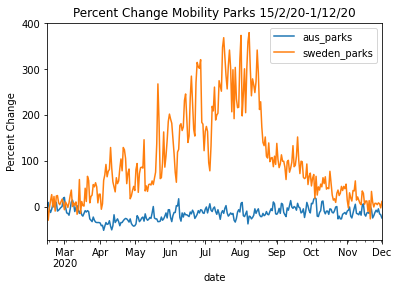 Percent Change Mobility Parks 15/2/20-1/12/20
400
300
200
100
0
Percent Change
aus_parks
sweden_parks
Mar Apr May Jun Jul Aug Sep Oct Nov Dec
2020
date